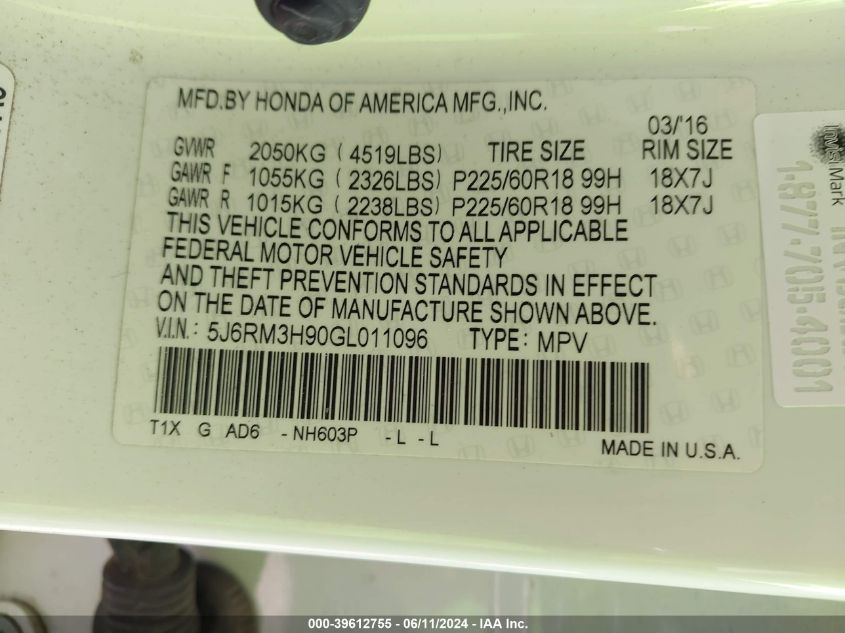 MFD.BY HONDA OF AMERICA MFG.,INC.
03/'16
GVWR 2050KG (4519LBS) TIRE SIZE RIM SIZE
GAWR F 1055KG (2326LBS) P225/60R18 99H 18X7J
GAWR R 1015KG (2238LBS) P225/60R18 99H 18X7J
THIS VEHICLE CONFORMS TO ALL APPLICABLE
FEDERAL MOTOR VEHICLE SAFETY
AND THEFT PREVENTION STANDARDS IN EFFECT
ON THE DATE OF MANUFACTURE SHOWN ABOVE.
V.I.N.: 5J6RM3H90GL011096 TYPE: MPV
T1X G AD6 -NH603P -L -L
MADE IN U.S.A.
1-877-705-4001
000-39612755 - 06/11/2024 - IAA Inc.